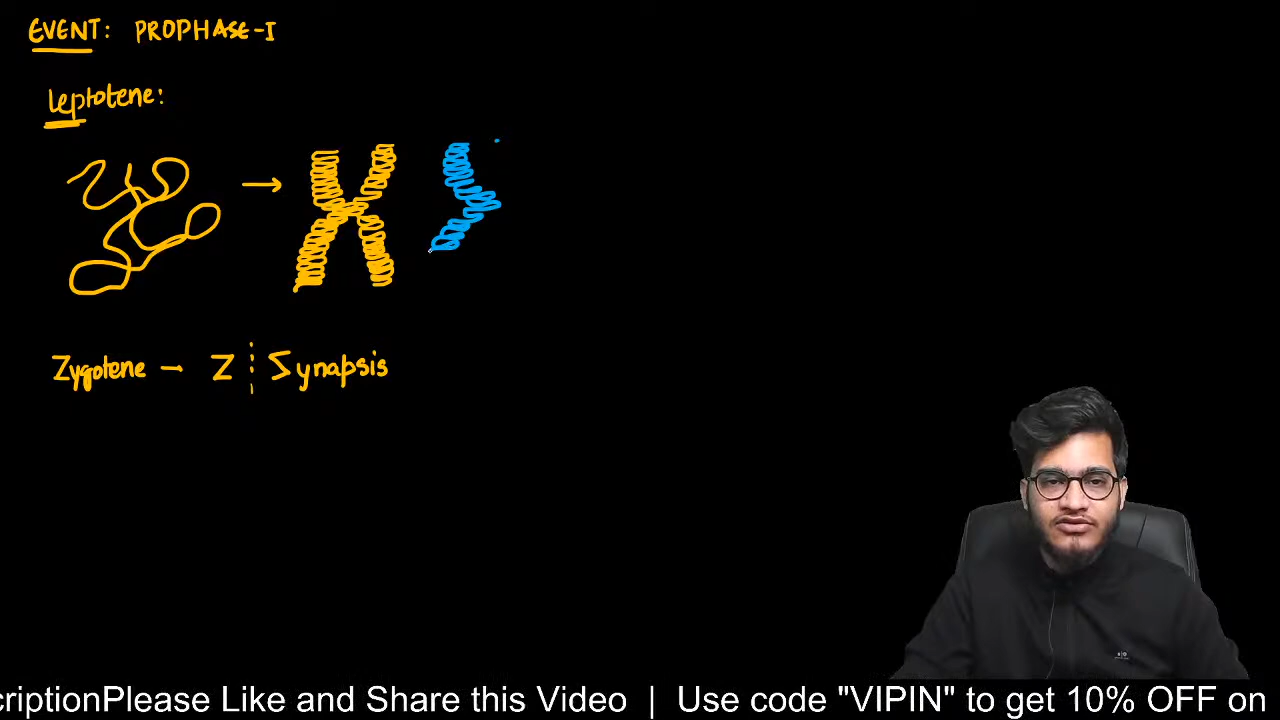 EVENT: PROPHASE-I
Leptotene:
Zygotene – Z Synapsis
criptionPlease Like and Share this Video | Use code "VIPIN" to get 10% OFF on